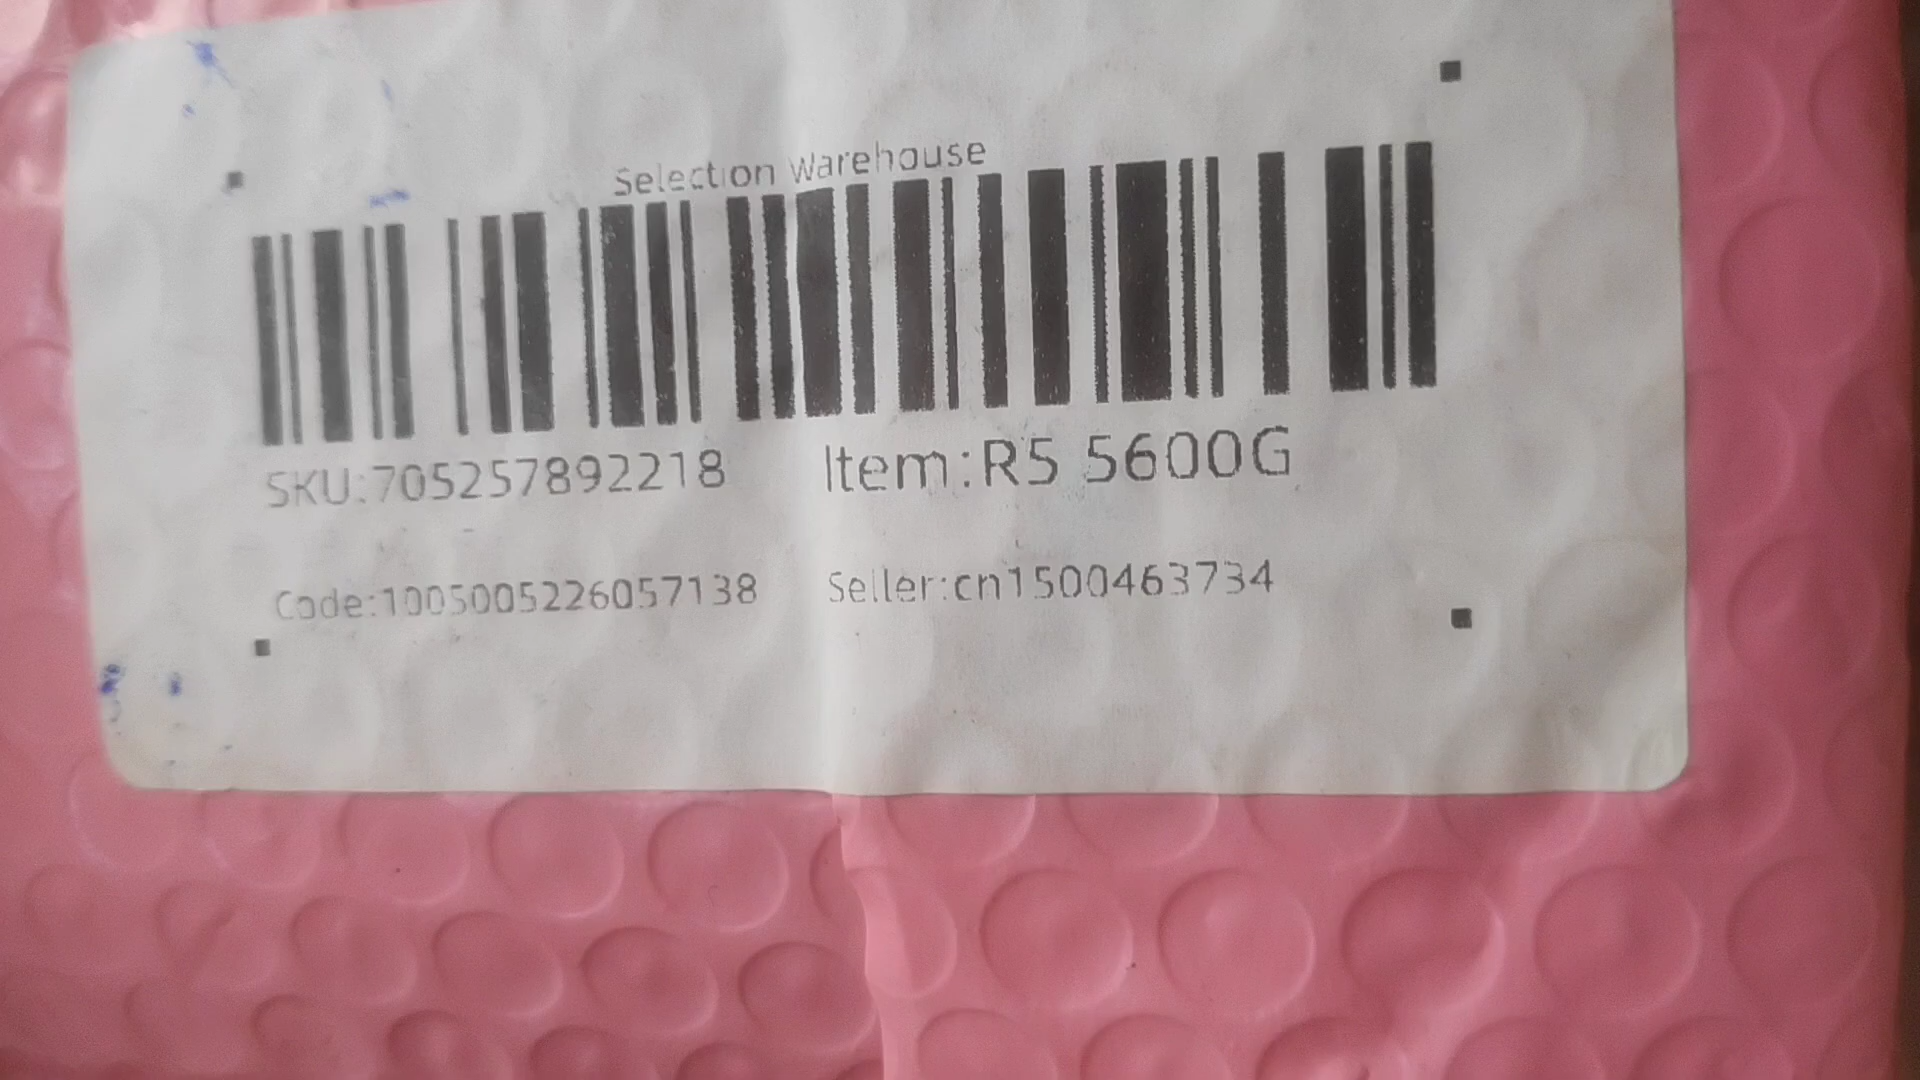 Selection Warehouse
SKU:705257892218 Item:R5 5600G
Code:1005005226057138 Seller:cn1500463734